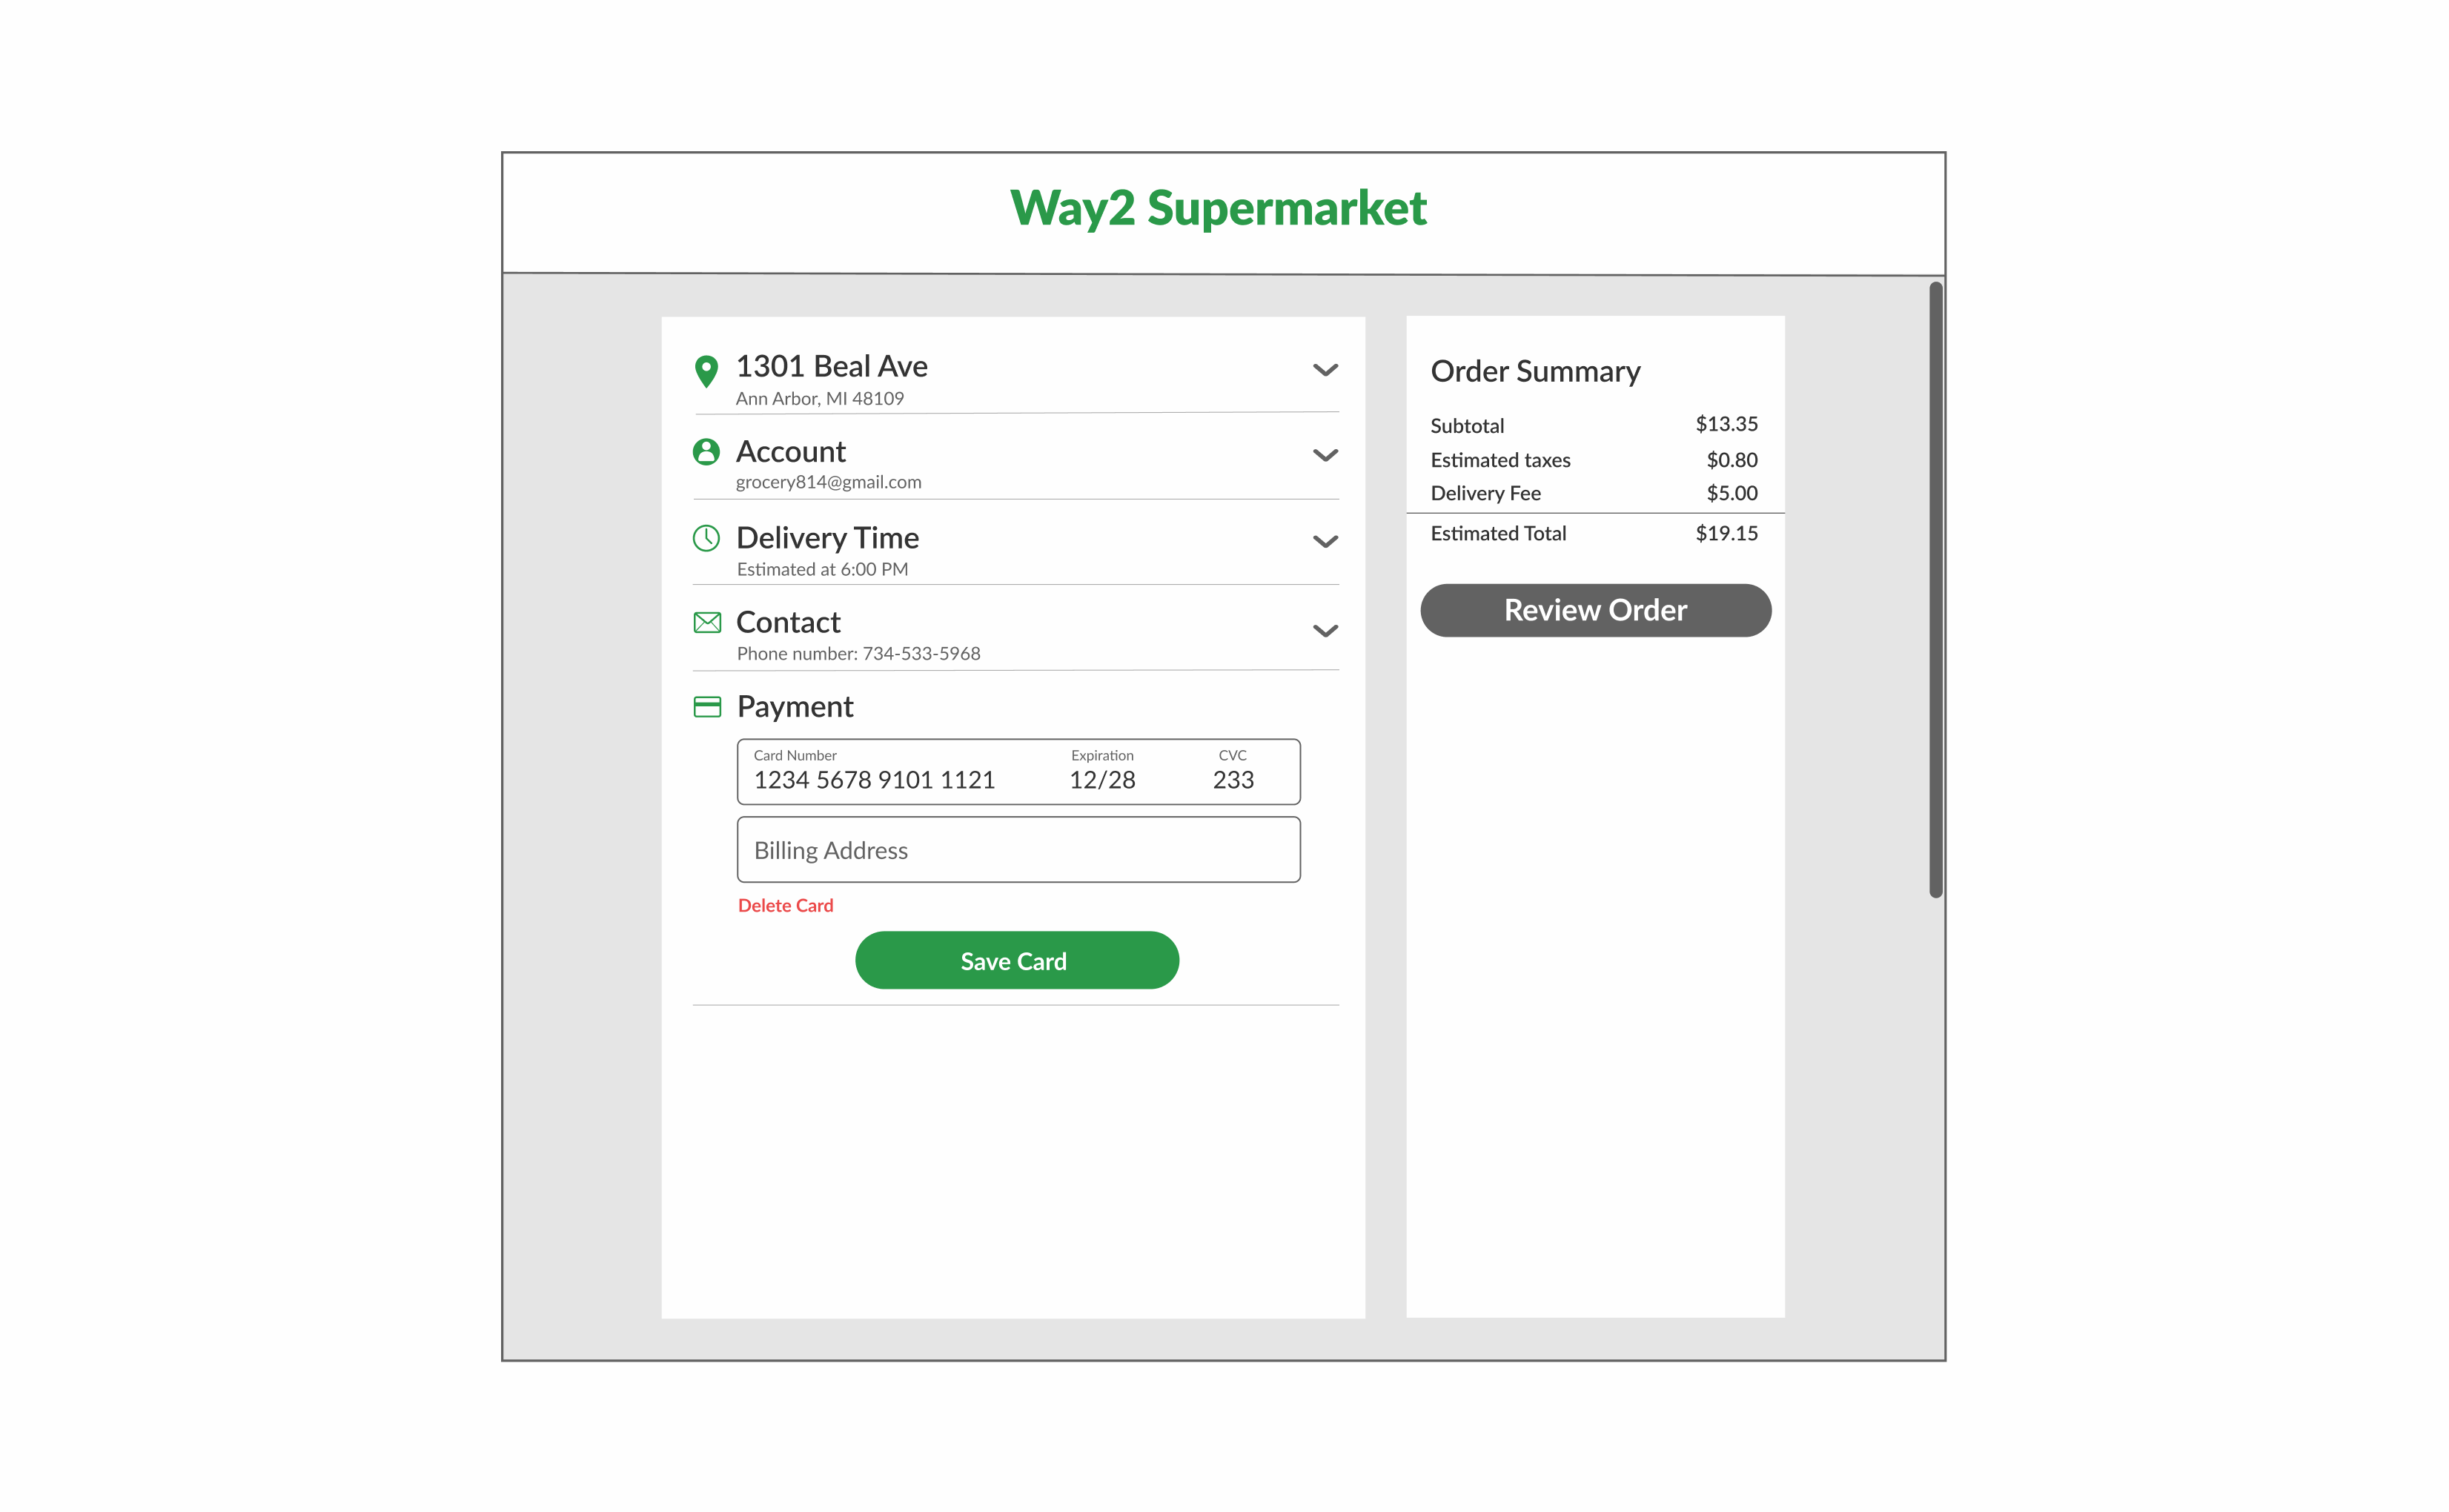 Way2 Supermarket
1301 Beal Ave
Ann Arbor, MI 48109
Account
grocery814@gmail.com
Delivery Time
Estimated at 6:00 PM
Contact
Phone number: 734-533-5968
Payment
Card Number Expiration CVC
1234 5678 9101 1121 12/28 233
Billing Address
Delete Card
Save Card
Order Summary
Subtotal $13.35
Estimated taxes $0.80
Delivery Fee $5.00
Estimated Total $19.15
Review Order